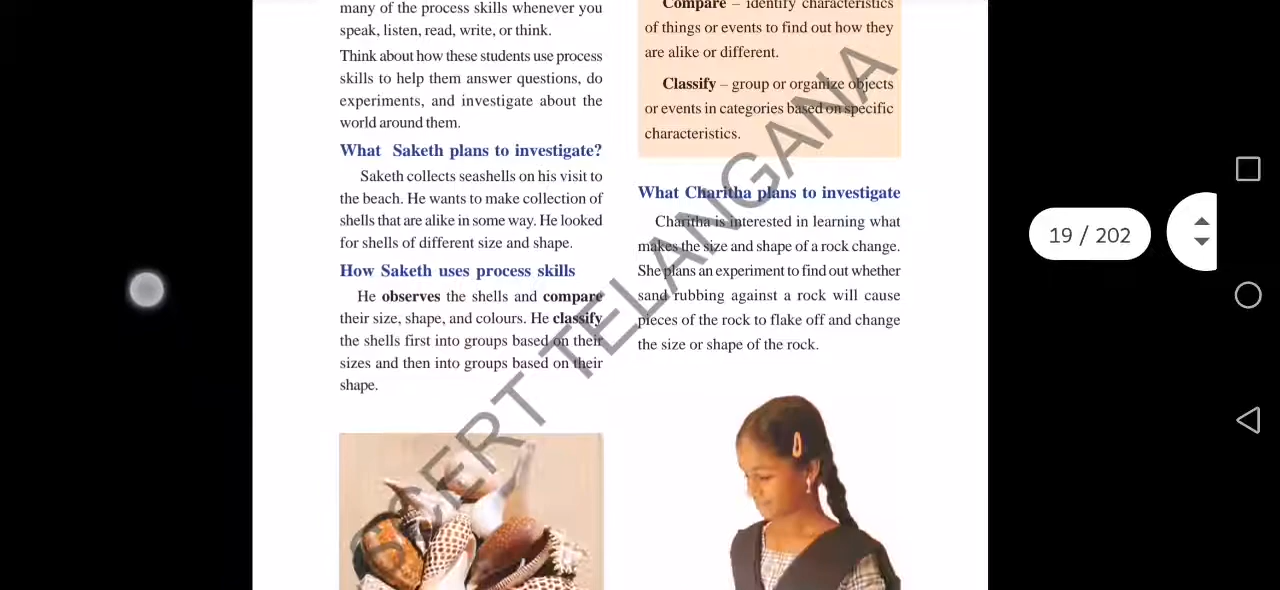 many of the process skills whenever you
speak, listen, read, write, or think.
Think about how these students use process
skills to help them answer questions, do
experiments, and investigate about the
world around them.
What Saketh plans to investigate?
Saketh collects seashells on his visit to
the beach. He wants to make collection of
shells that are alike in some way. He looked
for shells of different size and shape.
How Saketh uses process skills
He observes the shells and compare
their size, shape, and colours. He classify
the shells first into groups based on their
sizes and then into groups based on their
shape.
Compare – identify characteristics
of things or events to find out how they
are alike or different.
Classify – group or organize objects
or events in categories based on specific
characteristics.
What Charitha plans to investigate
Charitha is interested in learning what
makes the size and shape of a rock change.
She plans an experiment to find out whether
sand rubbing against a rock will cause
pieces of the rock to flake off and change
the size or shape of the rock.
SCERT TELANGANA
19 / 202